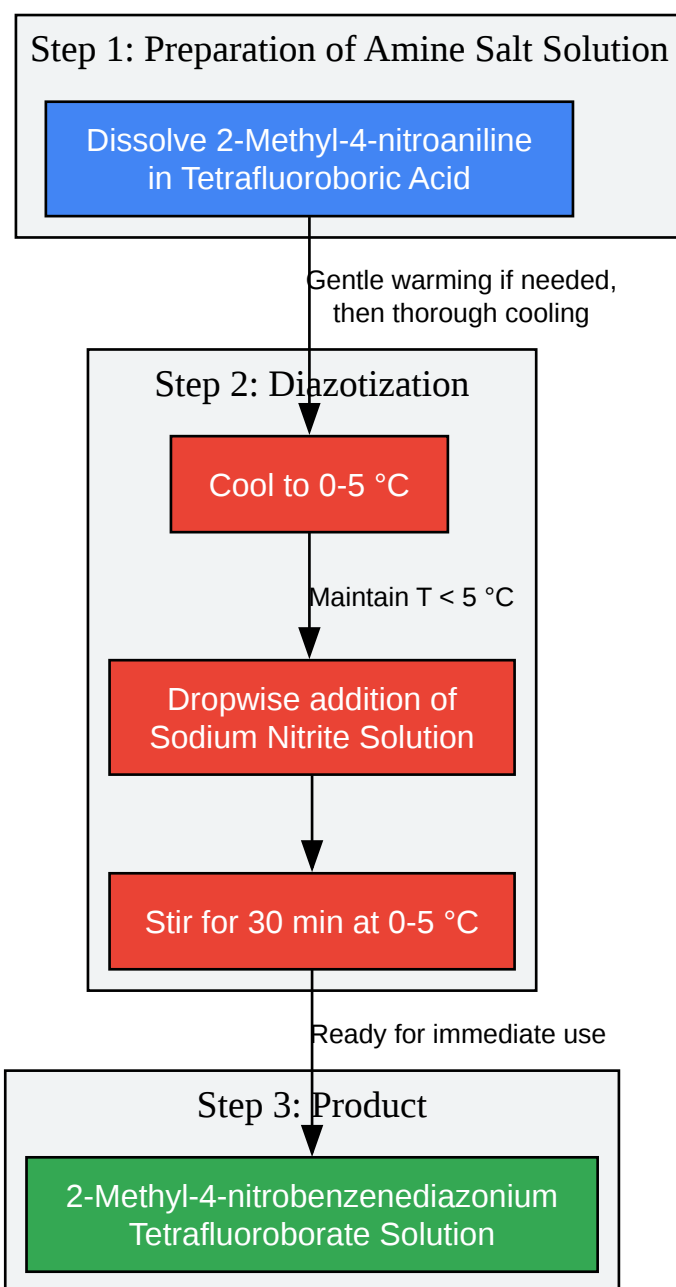 Step 1: Preparation of Amine Salt Solution
Dissolve 2-Methyl-4-nitroaniline
in Tetrafluoroboric Acid
Gentle warming if needed,
then thorough cooling
Step 2: Diazotization
Cool to 0-5 °C
Maintain T < 5 °C
Dropwise addition of
Sodium Nitrite Solution
Stir for 30 min at 0-5 °C
Ready for immediate use
Step 3: Product
2-Methyl-4-nitrobenzenediazonium
Tetrafluoroborate Solution